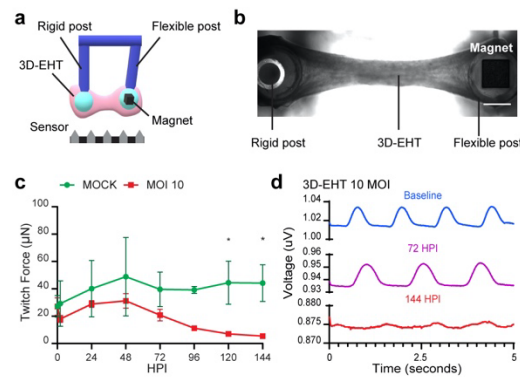 a
Rigid post
Flexible post
3D-EHT
Sensor
Magnet
b
Magnet
Rigid post
3D-EHT
Flexible post
c
MOCK
MOI 10
Twitch Force (µN)
100
80
60
40
20
0
*
*
0
24
48
72
96
120
144
HPI
d
3D-EHT 10 MOI
Baseline
1.04
1.02
1.00
72 HPI
0.96
0.95
0.94
0.93
144 HPI
0.880
0.875
0.870
Voltage (uV)
0
2.5
5
Time (seconds)